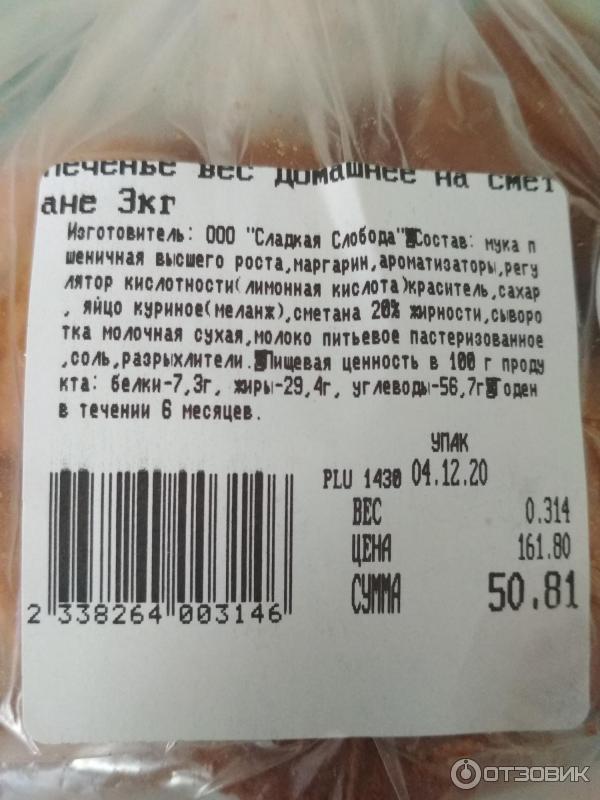 печенье вес Домашнее на смет
ане 3кг
Изготовитель: ООО "Сладкая Слобода" Состав: мука п
шеничная высшего роста,маргарин,ароматизаторы,регу
лятор кислотности(лимонная кислота)краситель,сахар
, яйцо куриное(меланж),сметана 20% жирности,сыворо
тка молочная сухая,молоко питьевое пастеризованное
,соль,разрыхлители. Пищевая ценность в 100 г проду
кта: белки-7,3г, жиры-29,4г, углеводы-56,7г Годен
в течении 6 месяцев.
УПАК
PLU 1430 04.12.20
ВЕС 0.314
ЦЕНА 161.80
СУММА 50.81
2 338264 003146
ОТЗОВИК